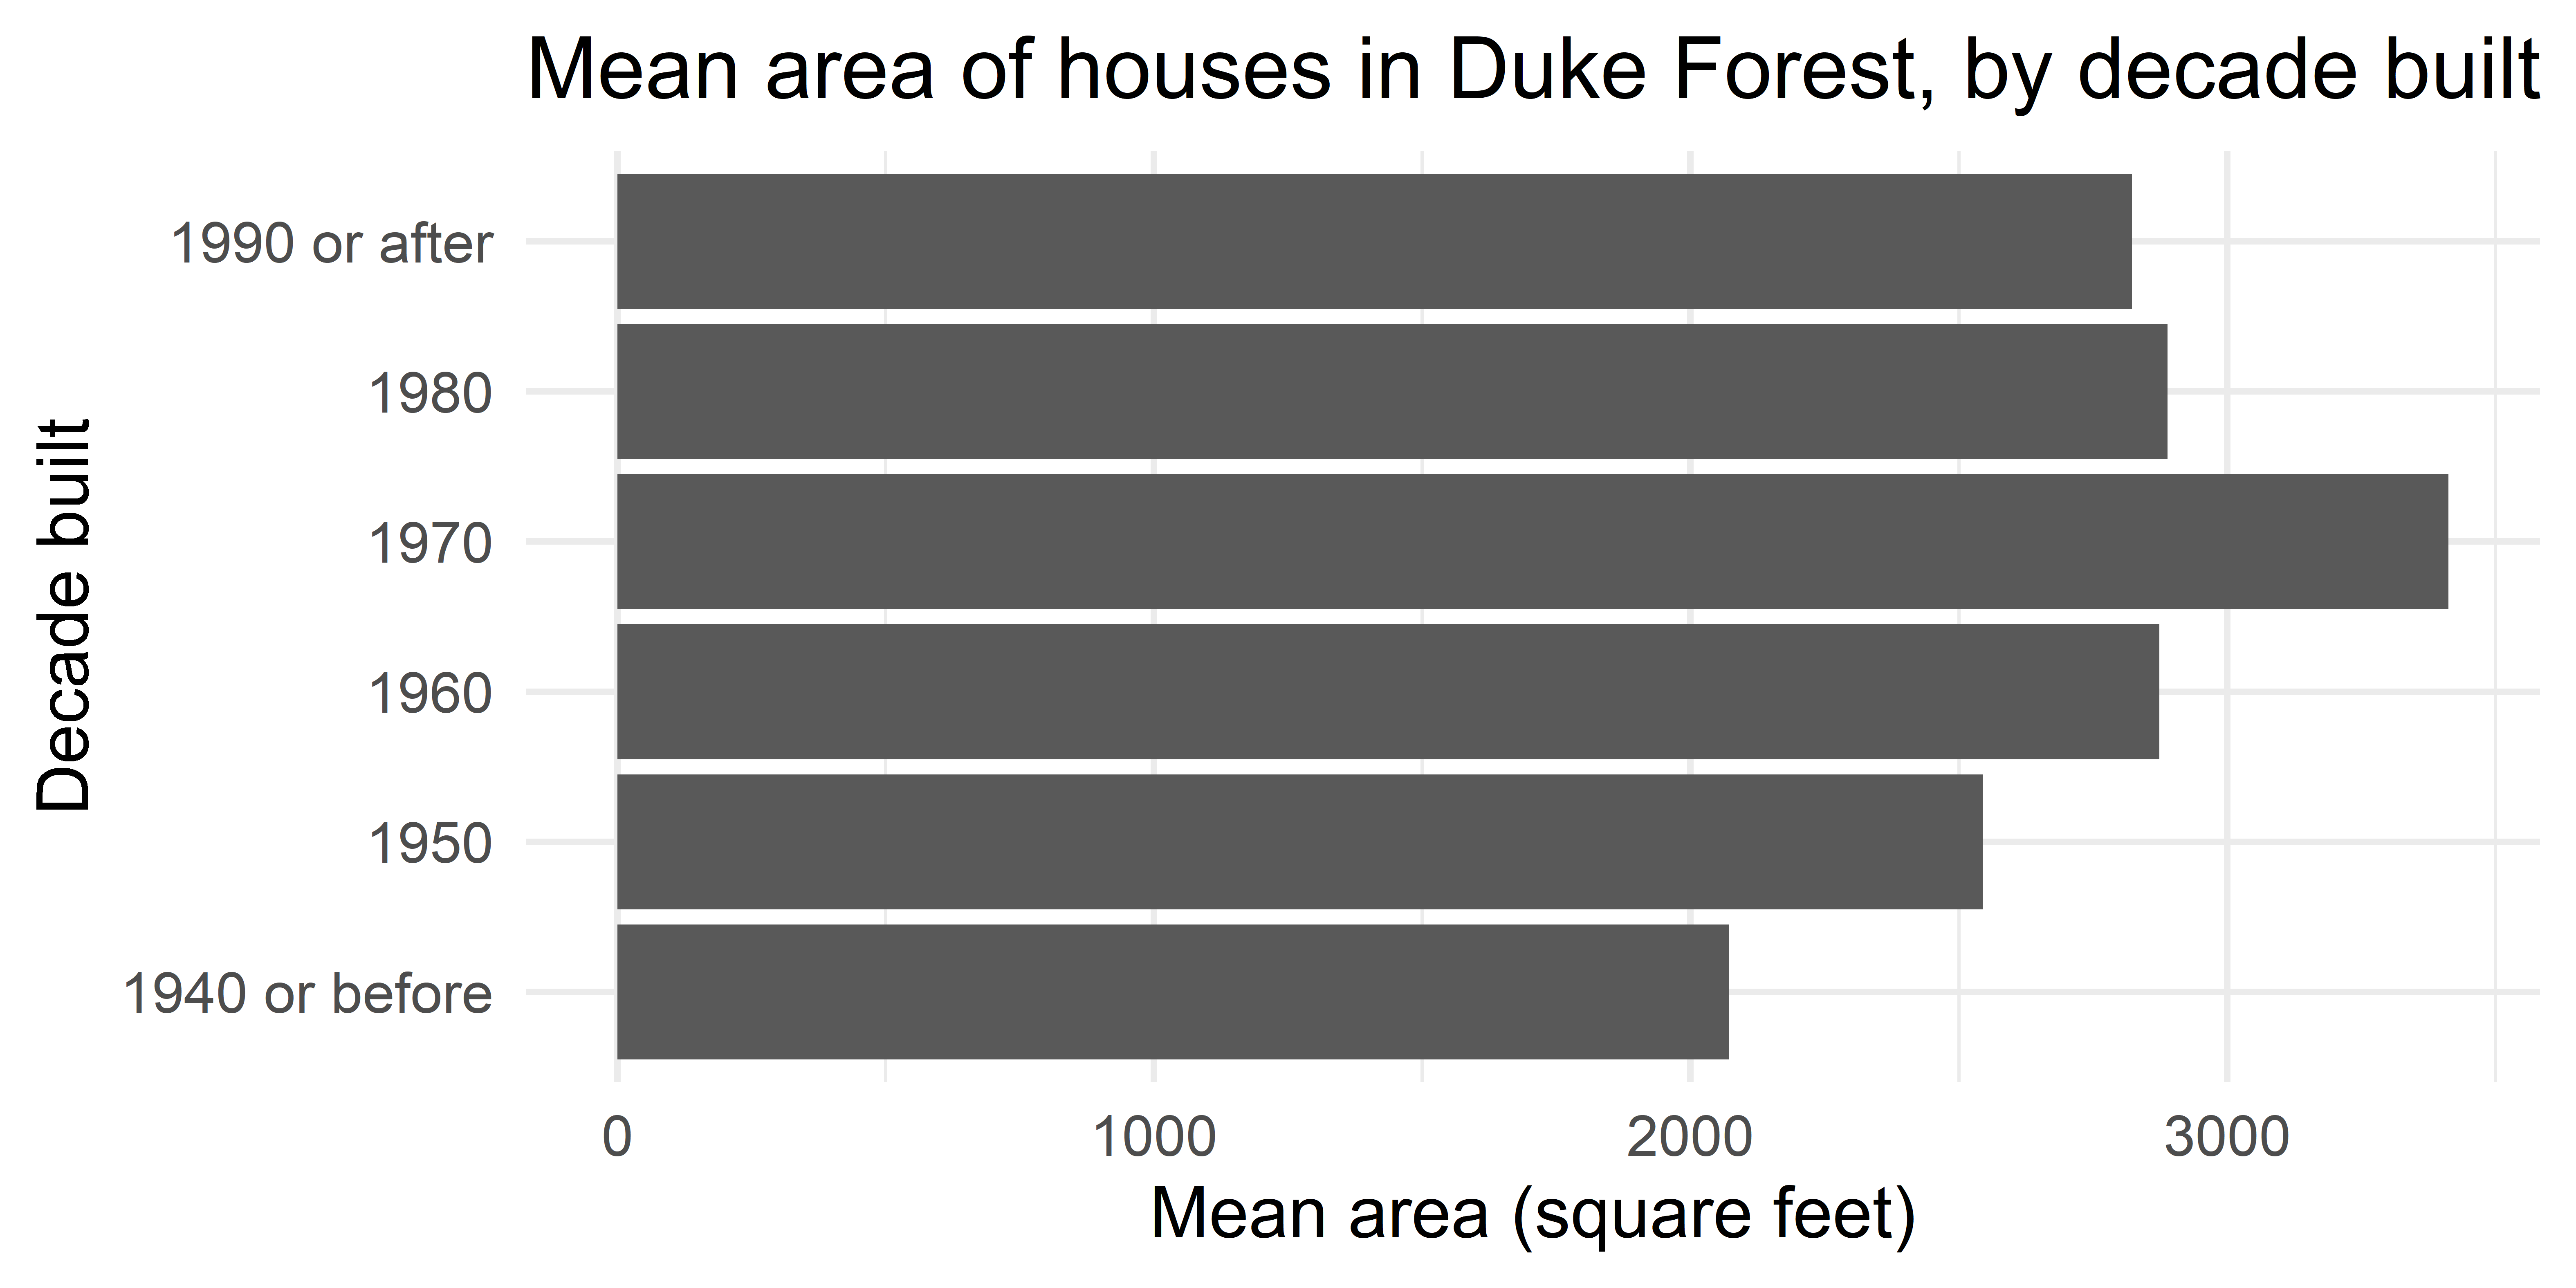 Mean area of houses in Duke Forest, by decade built
Decade built
1990 or after
1980
1970
1960
1950
1940 or before
0 1000 2000 3000
Mean area (square feet)